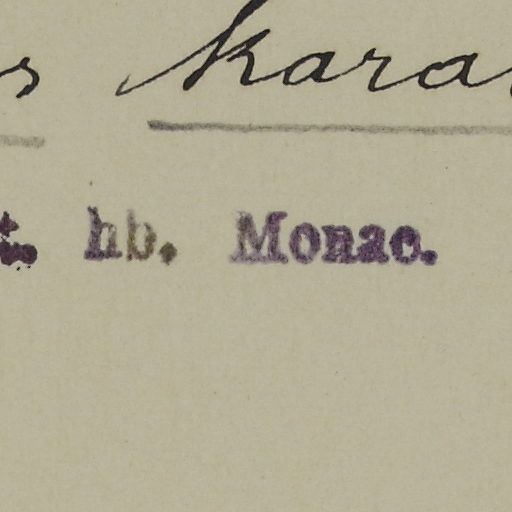 s kara
t. hb. Monac.